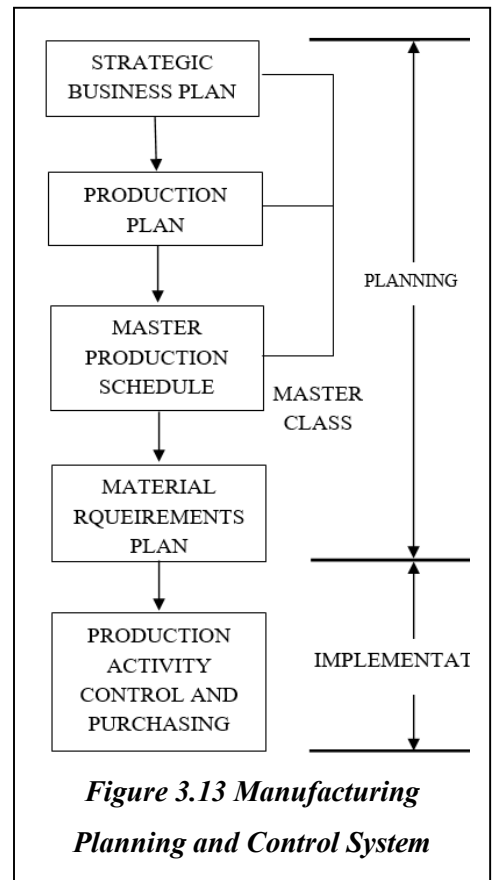 STRATEGIC
BUSINESS PLAN
PRODUCTION
PLAN
PLANNING
MASTER
PRODUCTION
SCHEDULE
MASTER
CLASS
MATERIAL
RQUEIREMENTS
PLAN
PRODUCTION
ACTIVITY
CONTROL AND
PURCHASING
IMPLEMENTAT
Figure 3.13 Manufacturing
Planning and Control System